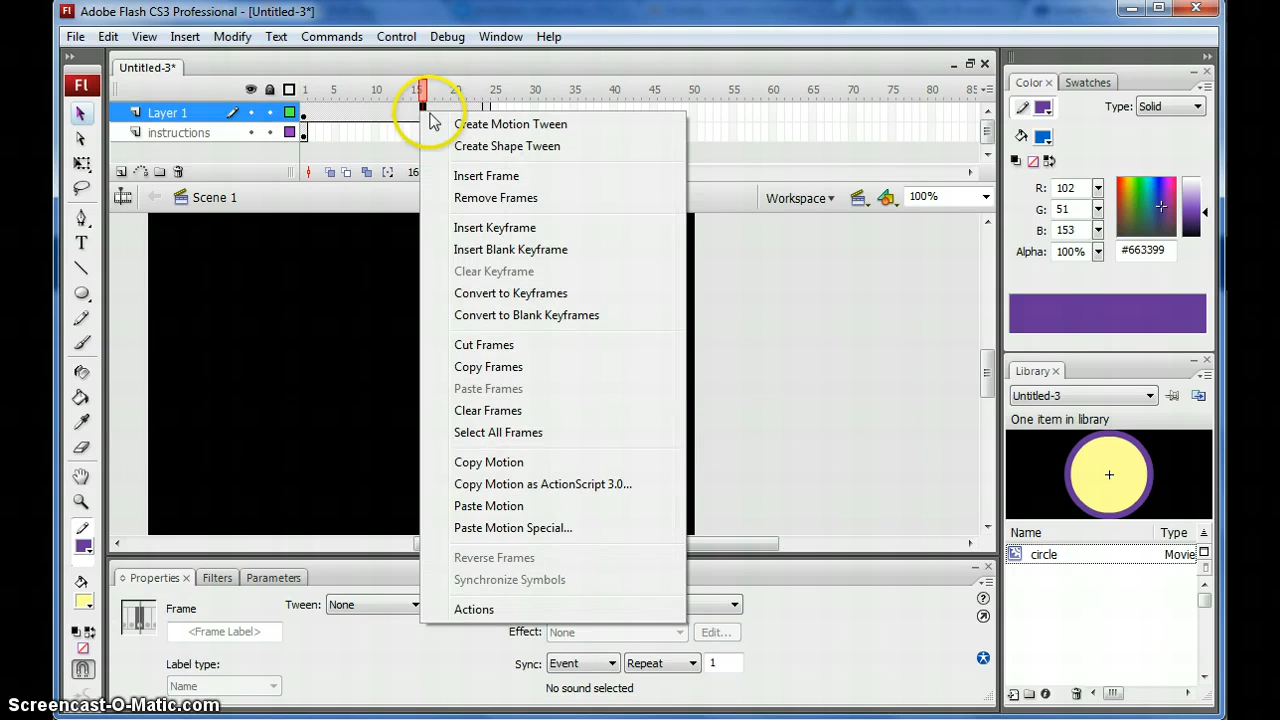 Fl Adobe Flash CS3 Professional - [Untitled-3*]
File Edit View Insert Modify Text Commands Control Debug Window Help
Untitled-3*
Fl
1 5 10 15 20 25 30 35 40 45 50 55 60 65 70 75 80 85
Layer 1
instructions
16
Scene 1
Workspace
100%
Create Motion Tween
Create Shape Tween
Insert Frame
Remove Frames
Insert Keyframe
Insert Blank Keyframe
Clear Keyframe
Convert to Keyframes
Convert to Blank Keyframes
Cut Frames
Copy Frames
Paste Frames
Clear Frames
Select All Frames
Copy Motion
Copy Motion as ActionScript 3.0...
Paste Motion
Paste Motion Special...
Reverse Frames
Synchronize Symbols
Actions
Properties Filters Parameters
Frame
<Frame Label>
Label type:
Name
Tween: None
Effect: None Edit...
Sync: Event Repeat 1
No sound selected
Color Swatches
Type: Solid
R: 102
G: 51
B: 153
Alpha: 100% #663399
Library
Untitled-3
One item in library
Name Type
circle Movie
Screencast-O-Matic.com